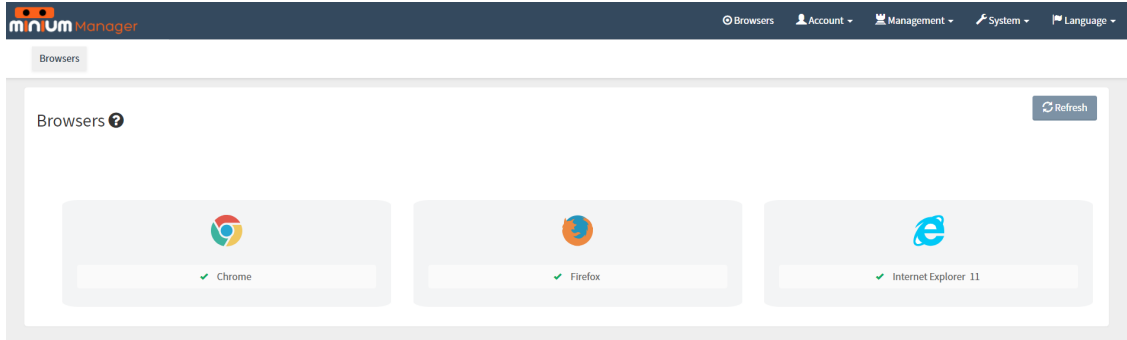 minium Manager
Browsers Account Management System Language
Browsers
Browsers
Refresh
Chrome
Firefox
Internet Explorer 11